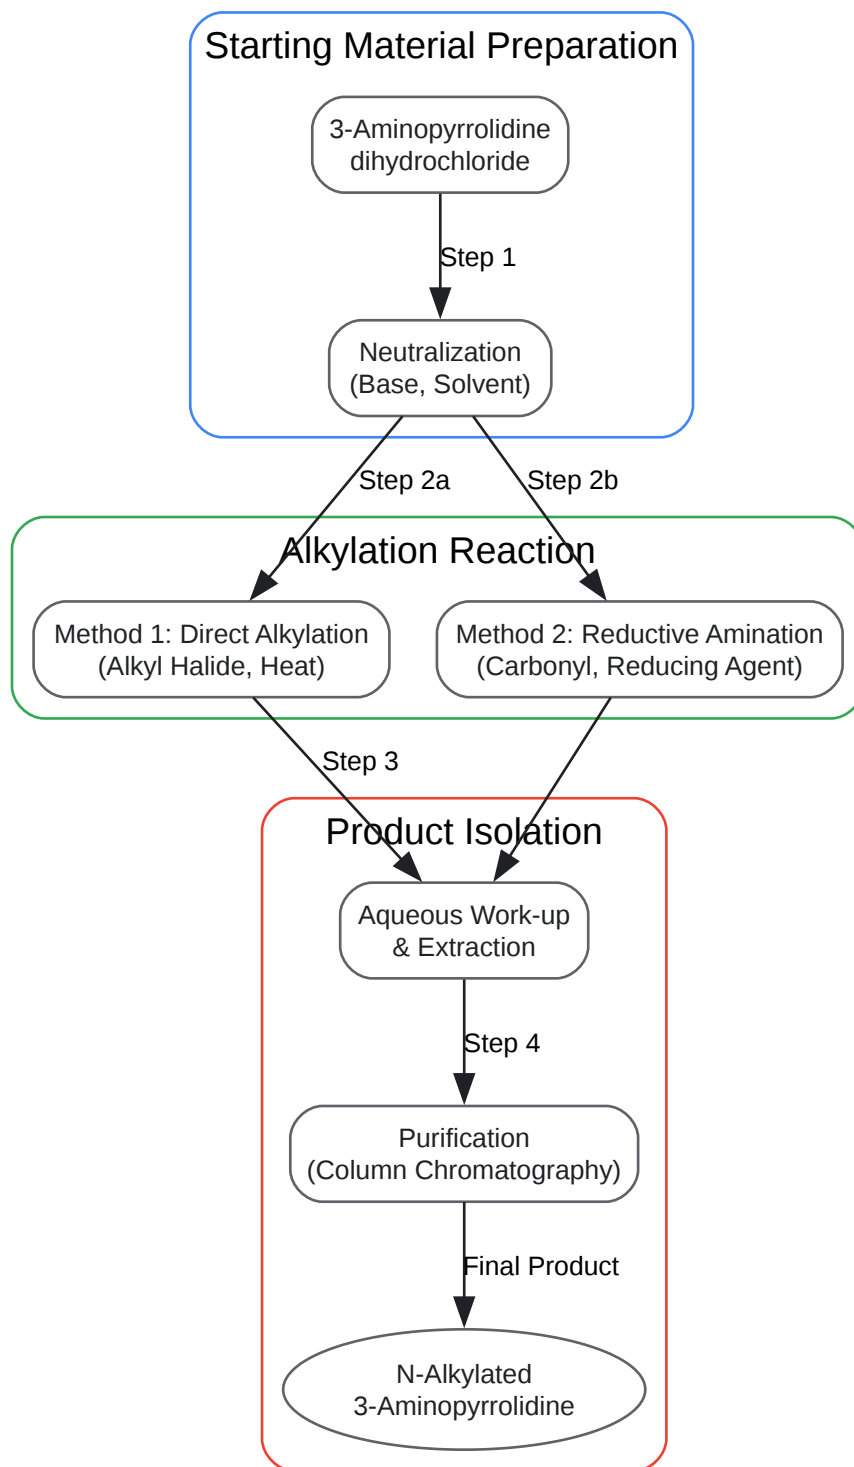 Starting Material Preparation
3-Aminopyrrolidine
dihydrochloride
Step 1
Neutralization
(Base, Solvent)
Step 2a
Step 2b
Alkylation Reaction
Method 1: Direct Alkylation
(Alkyl Halide, Heat)
Method 2: Reductive Amination
(Carbonyl, Reducing Agent)
Step 3
Product Isolation
Aqueous Work-up
& Extraction
Step 4
Purification
(Column Chromatography)
Final Product
N-Alkylated
3-Aminopyrrolidine